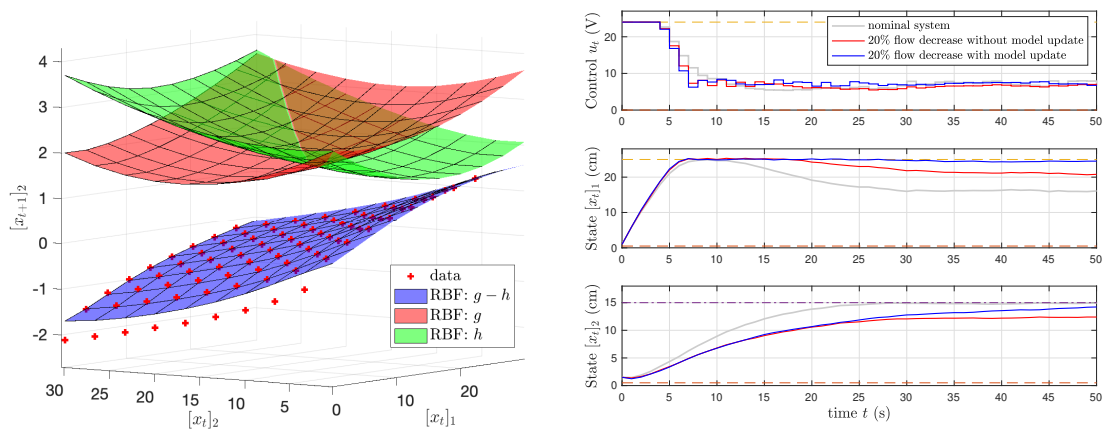 4
3
2
1
0
-1
-2
[x_{t+1}]_2
30
25
20
15
10
5
0
[x_t]_2
10
20
[x_t]_1
data
RBF: g − h
RBF: g
RBF: h
Control u_t (V)
20
10
0
nominal system
20% flow decrease without model update
20% flow decrease with model update
0 5 10 15 20 25 30 35 40 45 50
State [x_t]_1 (cm)
20
10
0
0 5 10 15 20 25 30 35 40 45 50
State [x_t]_2 (cm)
15
10
5
0
0 5 10 15 20 25 30 35 40 45 50
time t (s)